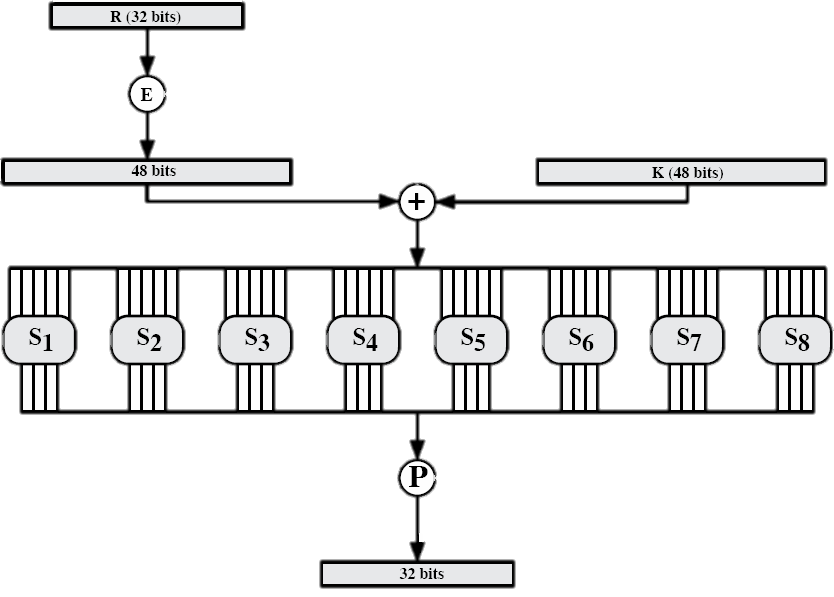 R (32 bits)
E
48 bits
K (48 bits)
+
S1 S2 S3 S4 S5 S6 S7 S8
P
32 bits